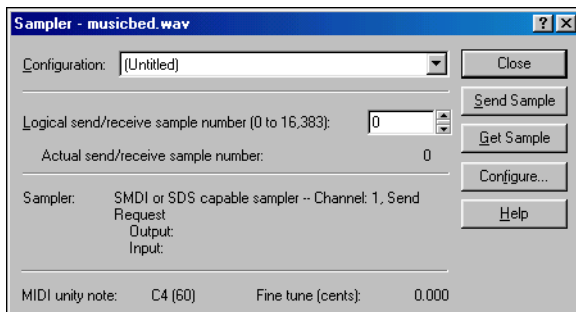 Sampler - musicbed.wav
Configuration: (Untitled)
Close
Send Sample
Logical send/receive sample number (0 to 16,383): 0
Get Sample
Actual send/receive sample number: 0
Configure...
Sampler: SMDI or SDS capable sampler -- Channel: 1, Send
Request
Help
Output:
Input:
MIDI unity note: C4 (60) Fine tune (cents): 0.000